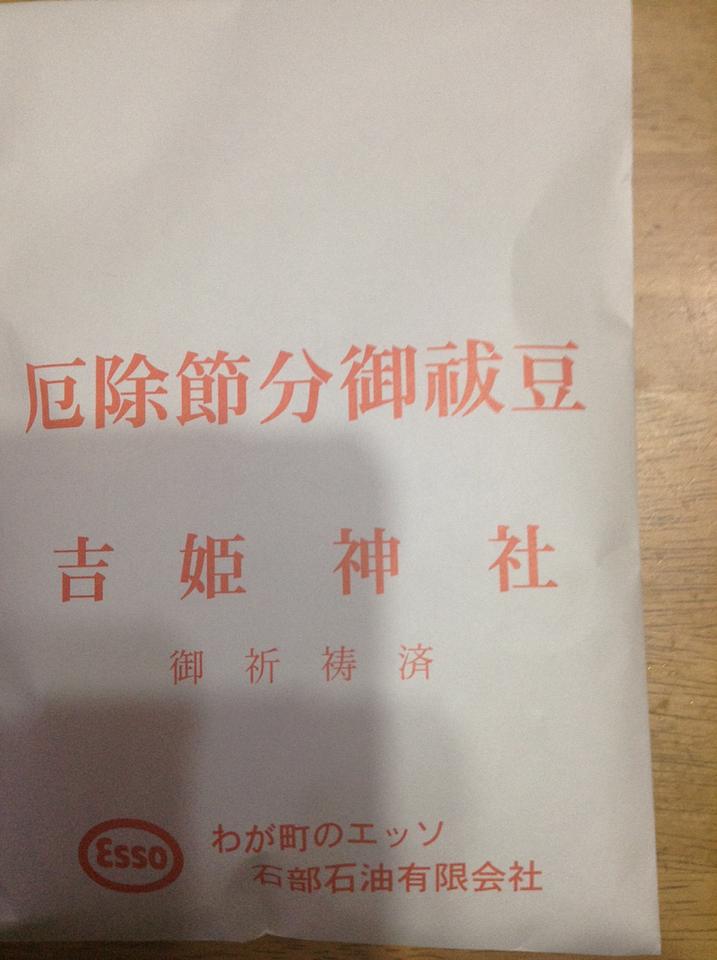 厄除節分御祓豆
吉姫神社
御祈祷済
Esso
わが町のエッソ
石部石油有限会社